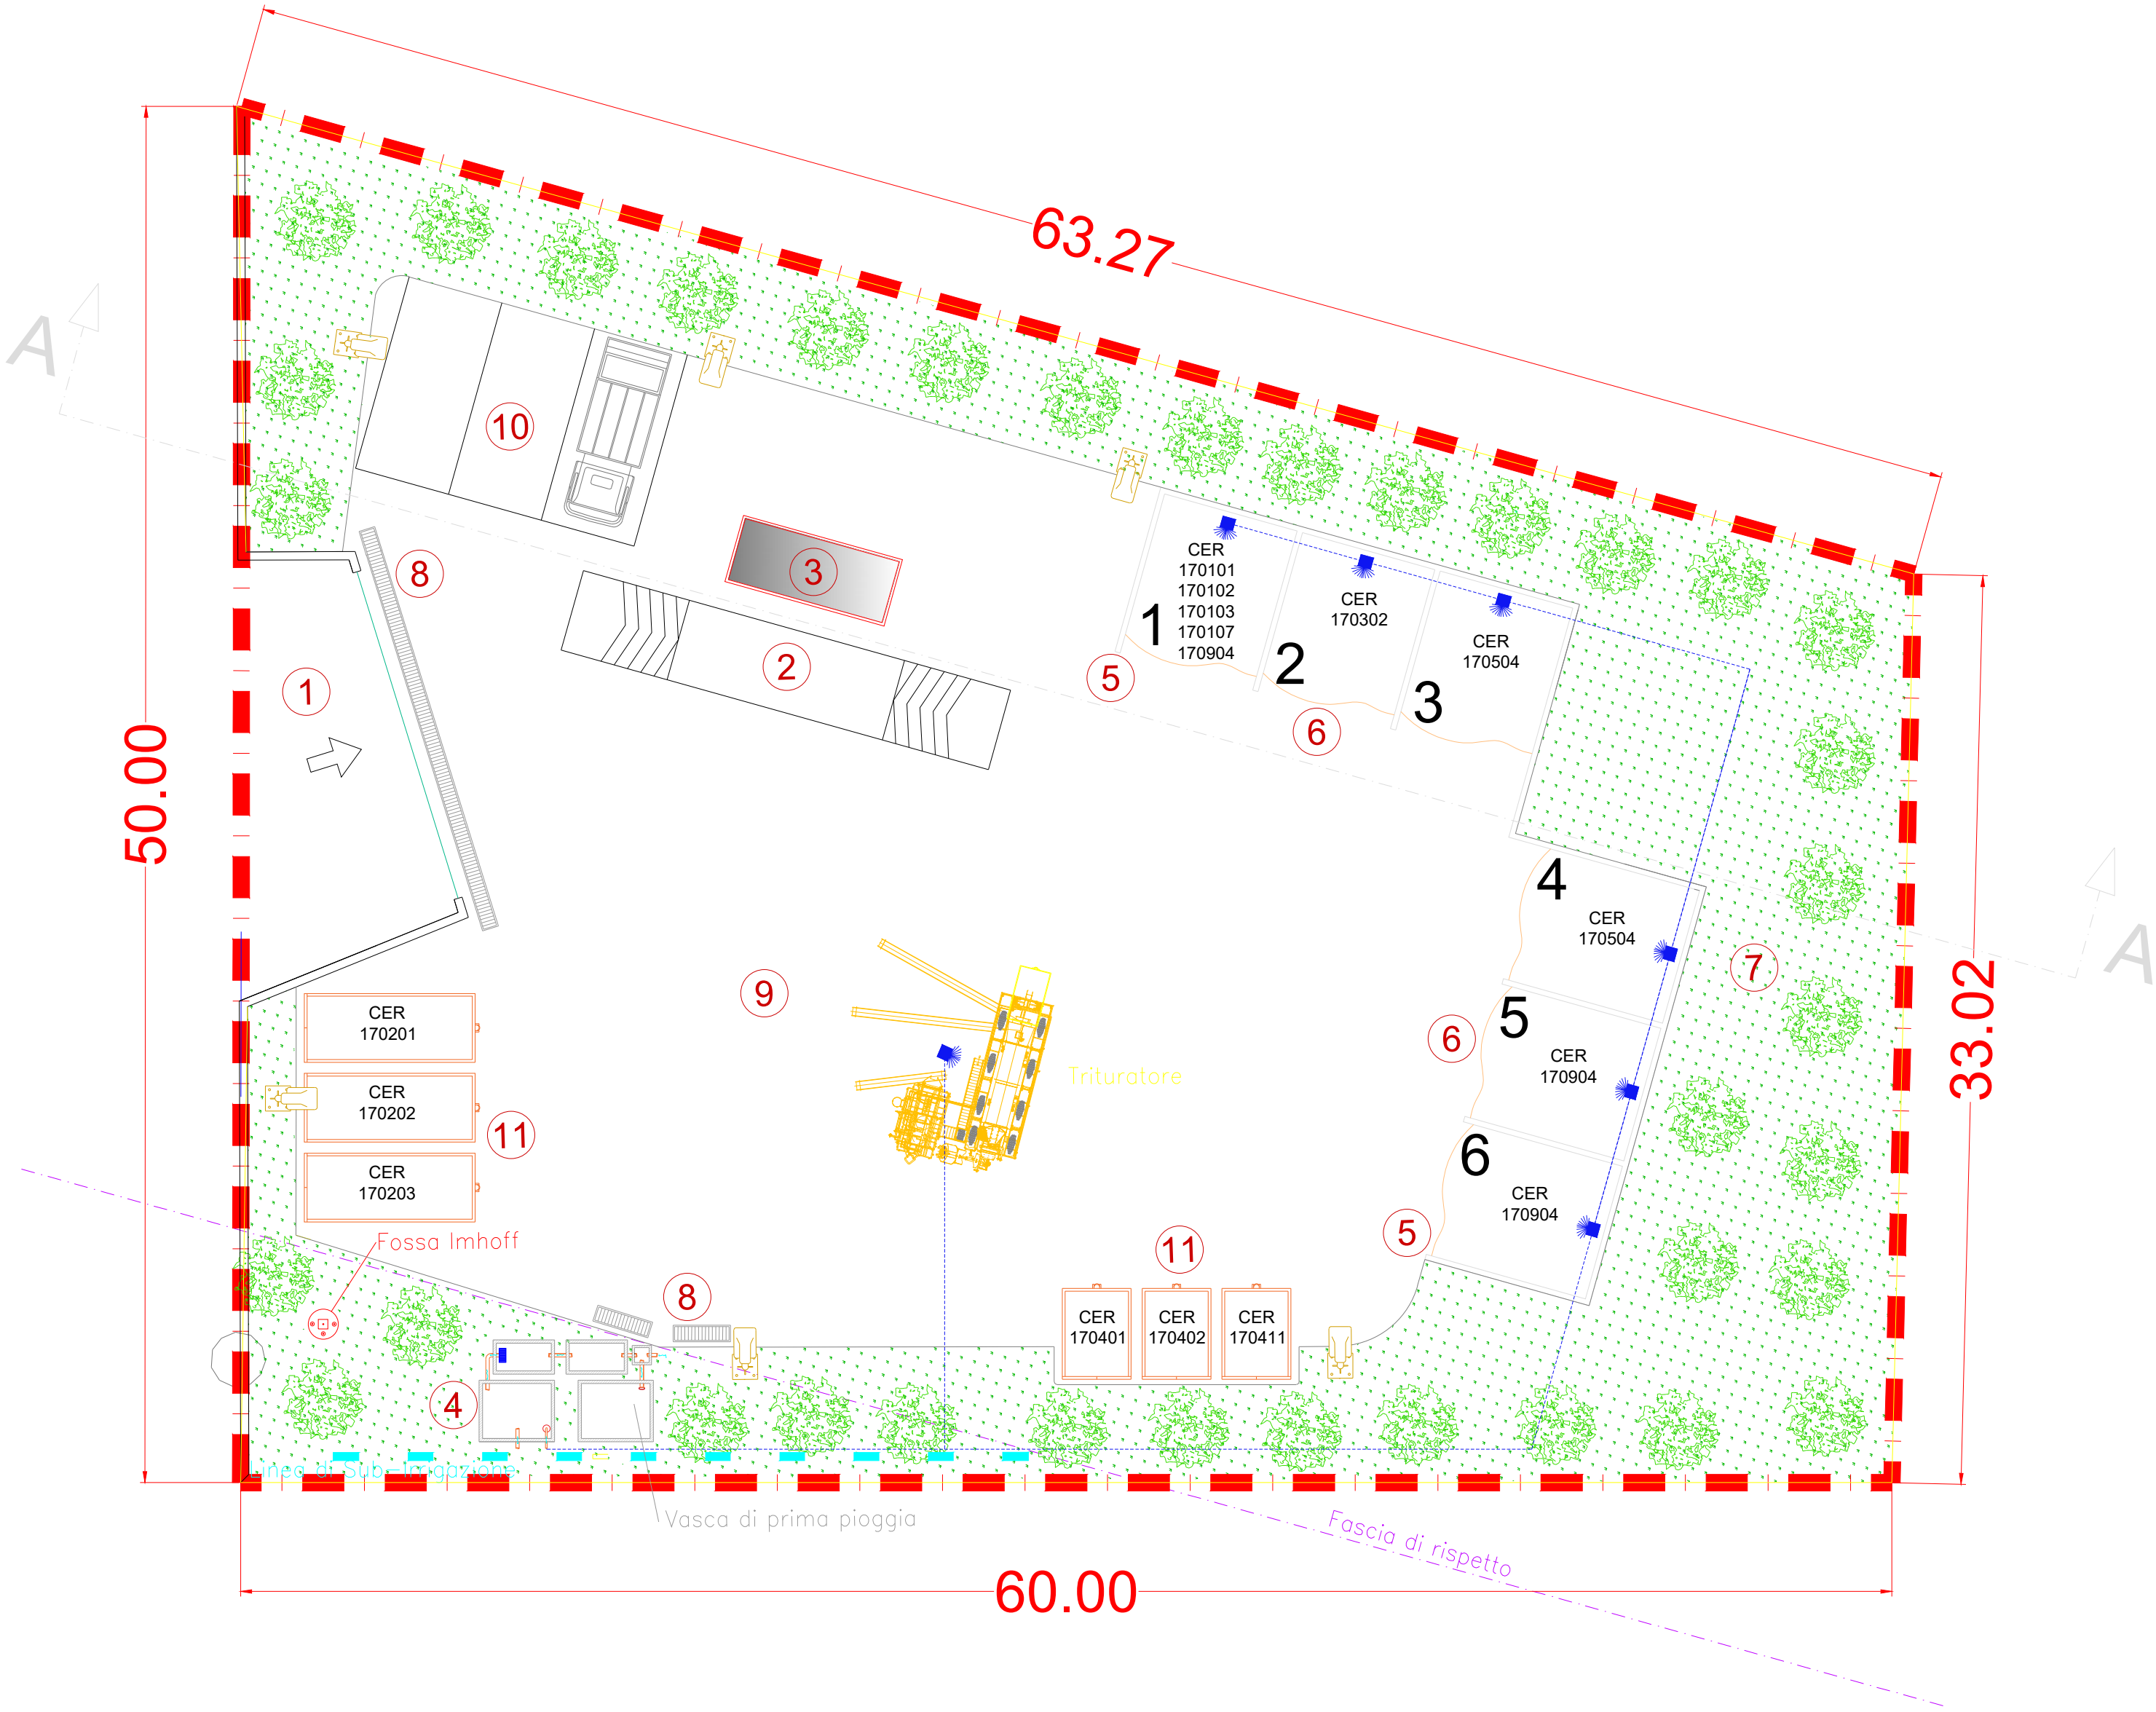 63.27
A
10
8
3
CER
170101
170102
170103
170107
170904
1
CER
170302
2
CER
170504
3
2
5
6
1
50.00
4
CER
170504
A
7
9
5
CER
170904
6
33.02
CER
170201
CER
170202
CER
170203
11
Trituratore
6
CER
170904
5
Fossa Imhoff
11
8
CER
170401
CER
170402
CER
170411
4
Linea di Sub-Irrigazione
Vasca di prima pioggia
Fascia di rispetto
60.00